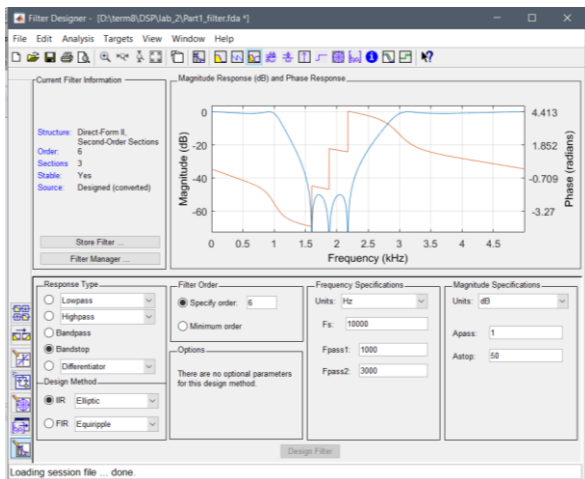 Filter Designer - [D:\term8\DSP\lab_2\Part1_filter.fda *]
File Edit Analysis Targets View Window Help
Current Filter Information
Structure: Direct-Form II,
Second-Order Sections
Order: 6
Sections 3
Stable: Yes
Source: Designed (converted)
Store Filter ...
Filter Manager ...
Magnitude Response (dB) and Phase Response
Magnitude (dB)
0
-20
-40
-60
4.413
1.852
-0.709
-3.27
Phase (radians)
0 0.5 1 1.5 2 2.5 3 3.5 4 4.5
Frequency (kHz)
Response Type
Lowpass
Highpass
Bandpass
Bandstop
Differentiator
Design Method
IIR Elliptic
FIR Equiripple
Filter Order
Specify order: 6
Minimum order
Options
There are no optional parameters
for this design method.
Frequency Specifications
Units: Hz
Fs: 10000
Fpass1: 1000
Fpass2: 3000
Magnitude Specifications
Units: dB
Apass: 1
Astop: 50
Design Filter
Loading session file ... done.